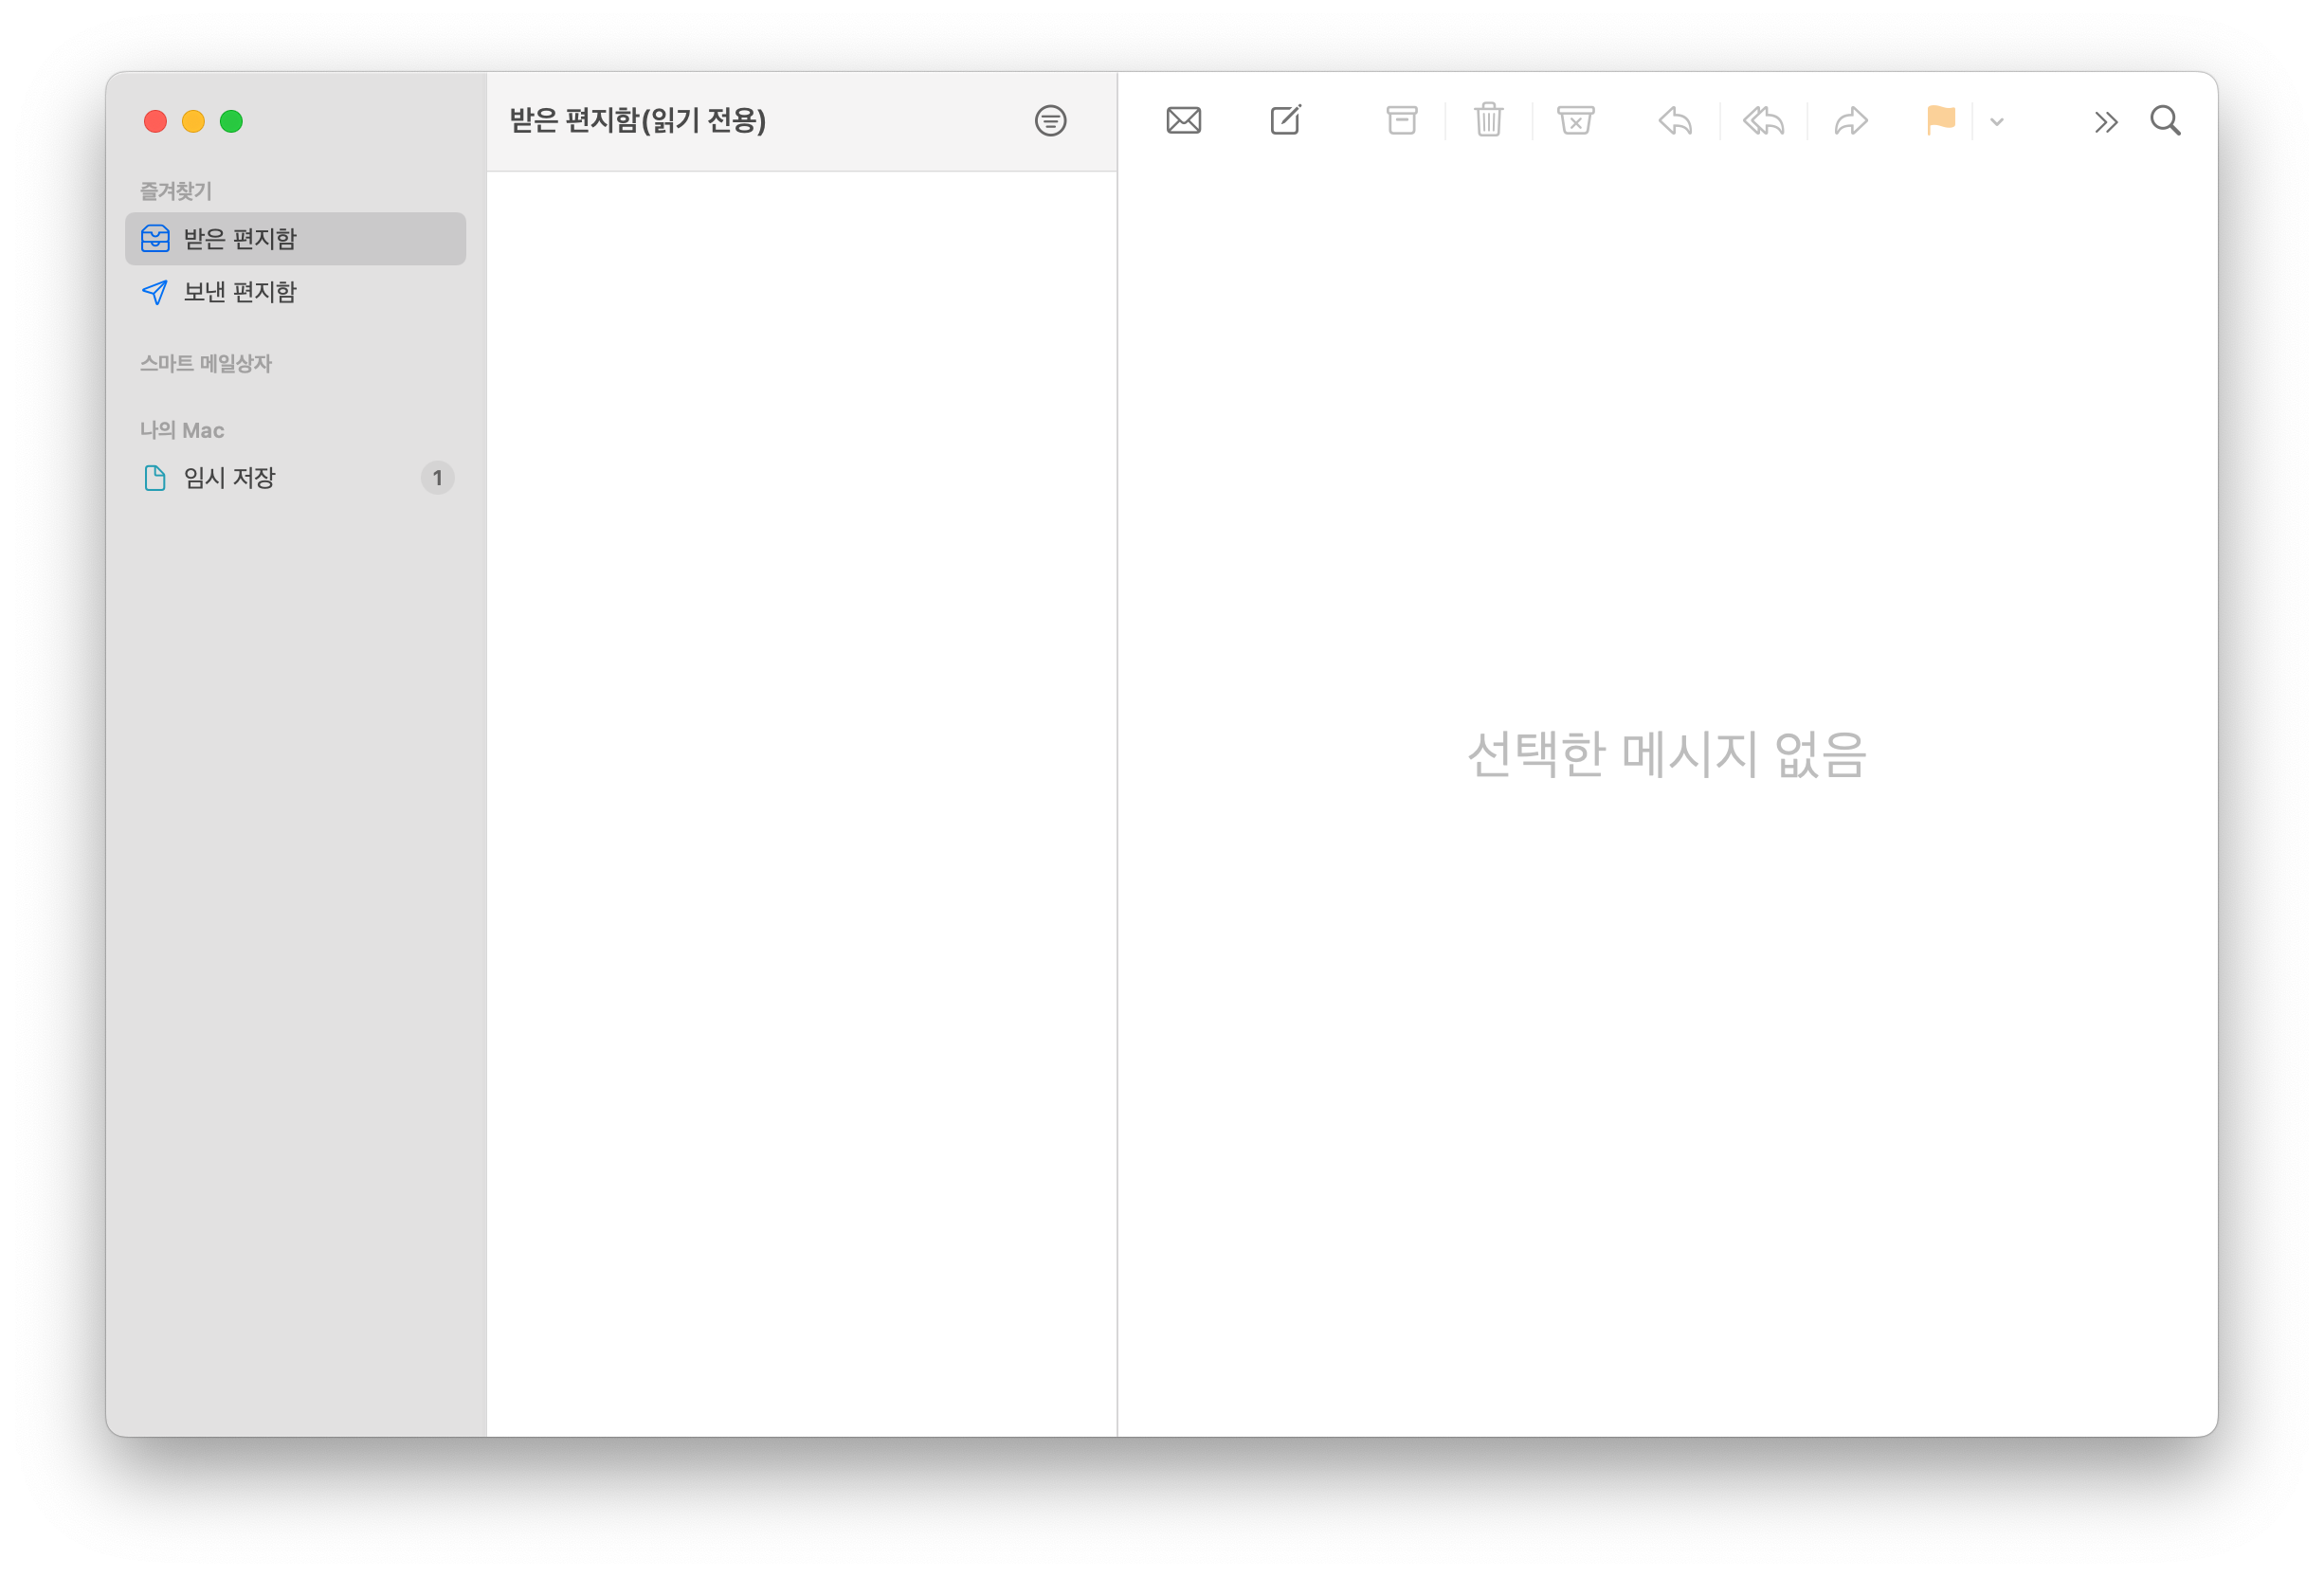 받은 편지함(읽기 전용)
즐겨찾기
받은 편지함
보낸 편지함
스마트 메일상자
나의 Mac
임시 저장 1
선택한 메시지 없음